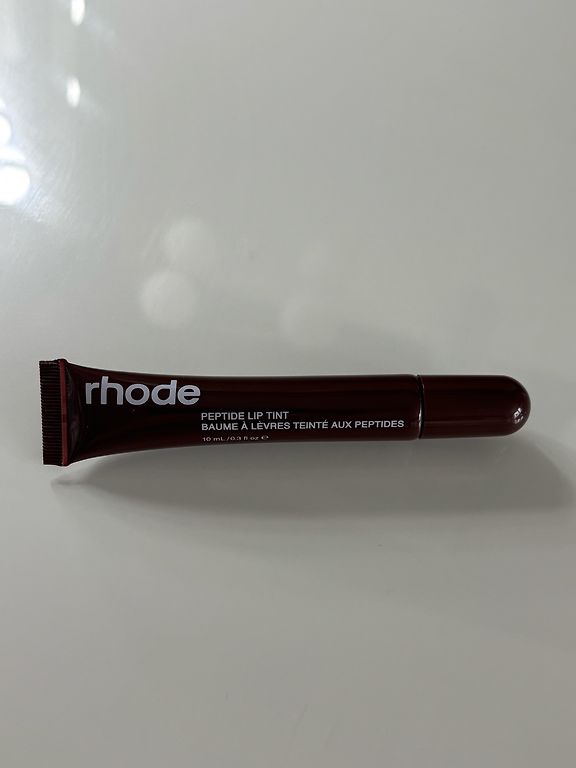 rhode
PEPTIDE LIP TINT
BAUME À LÈVRES TEINTÉ AUX PEPTIDES
10 mL / 0.3 fl oz ℮